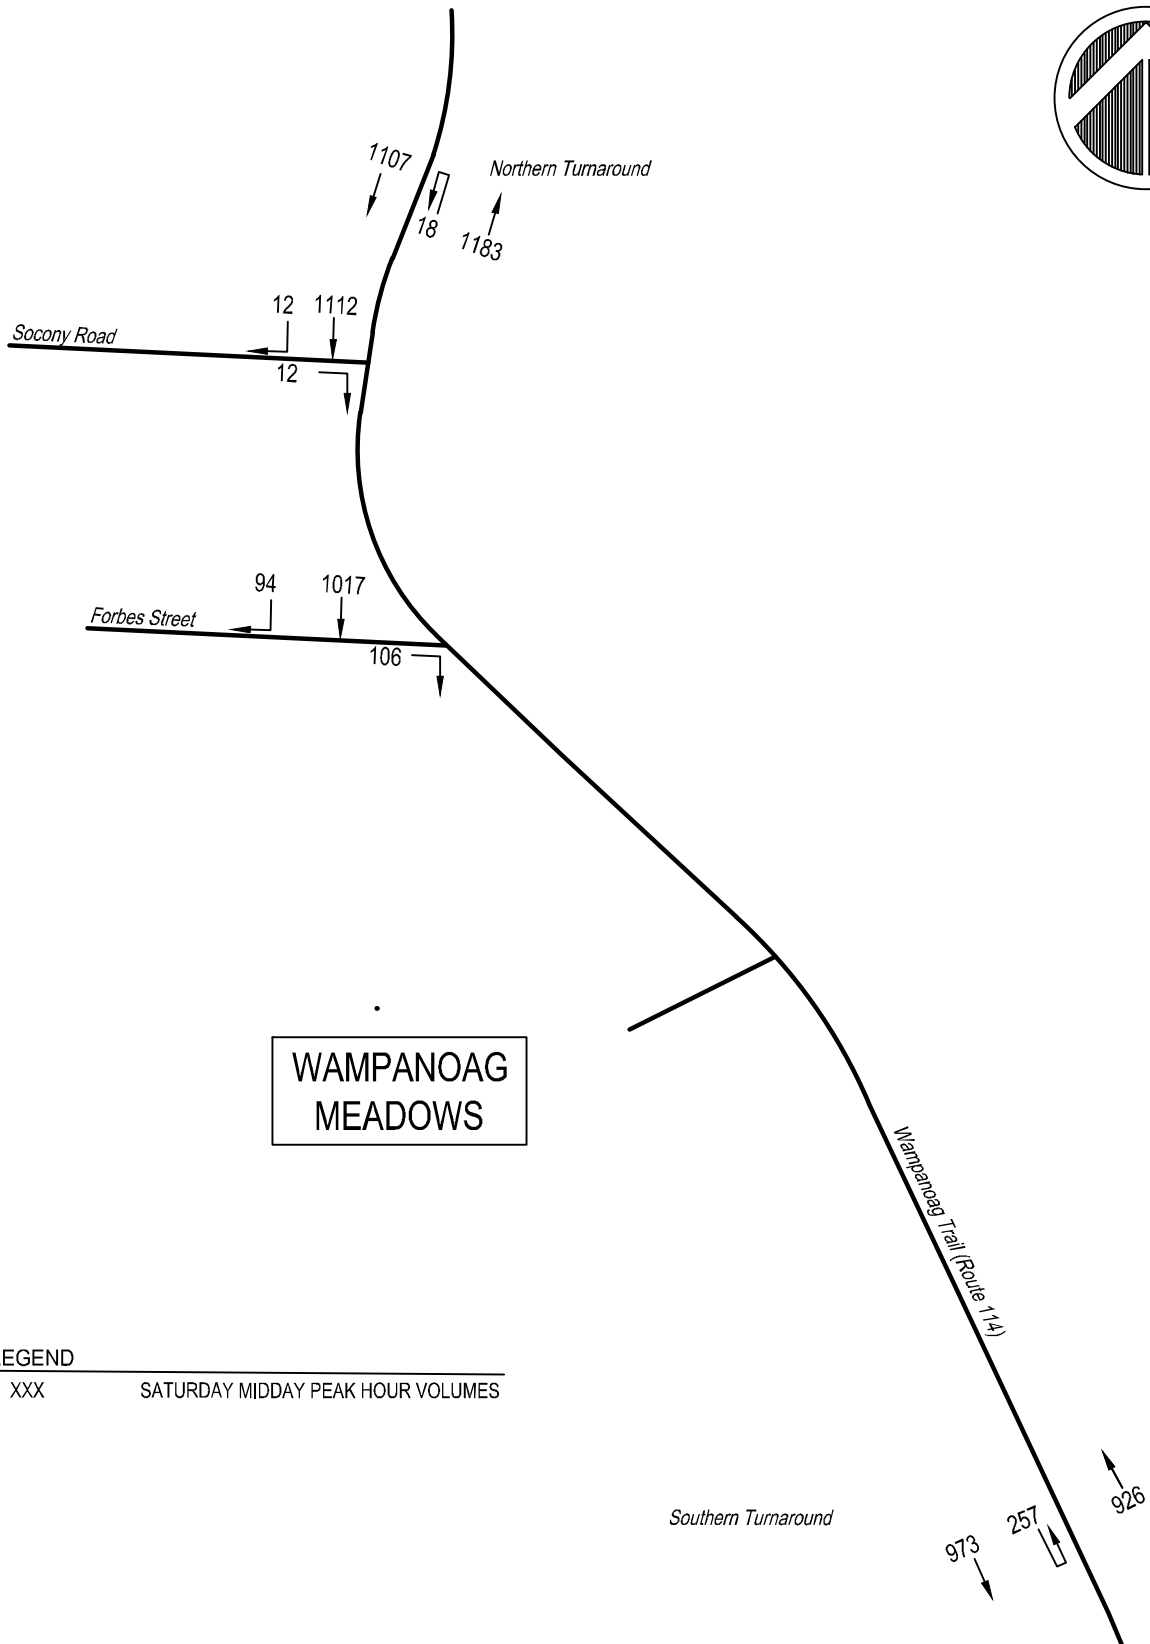 1107
Northern Turnaround
18
1183
12 1112
Socony Road
12
94 1017
Forbes Street
106
WAMPANOAG
MEADOWS
Wampanoag Trail (Route 114)
EGEND
XXX SATURDAY MIDDAY PEAK HOUR VOLUMES
926
Southern Turnaround
257
973